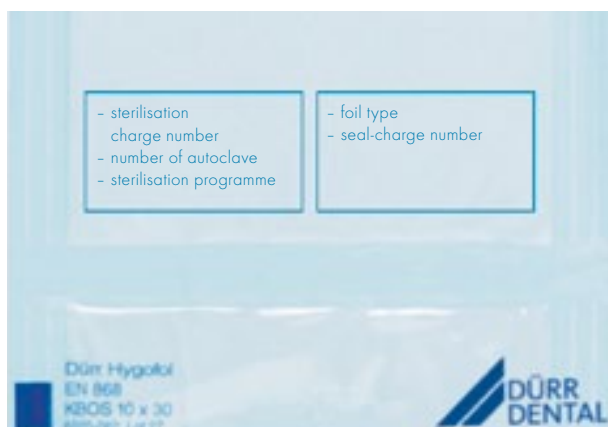 - sterilisation
charge number
- number of autoclave
- sterilisation programme
- foil type
- seal-charge number
Dürr Hygofol
EN 868
KBOS 10 x 30
DÜRR
DENTAL